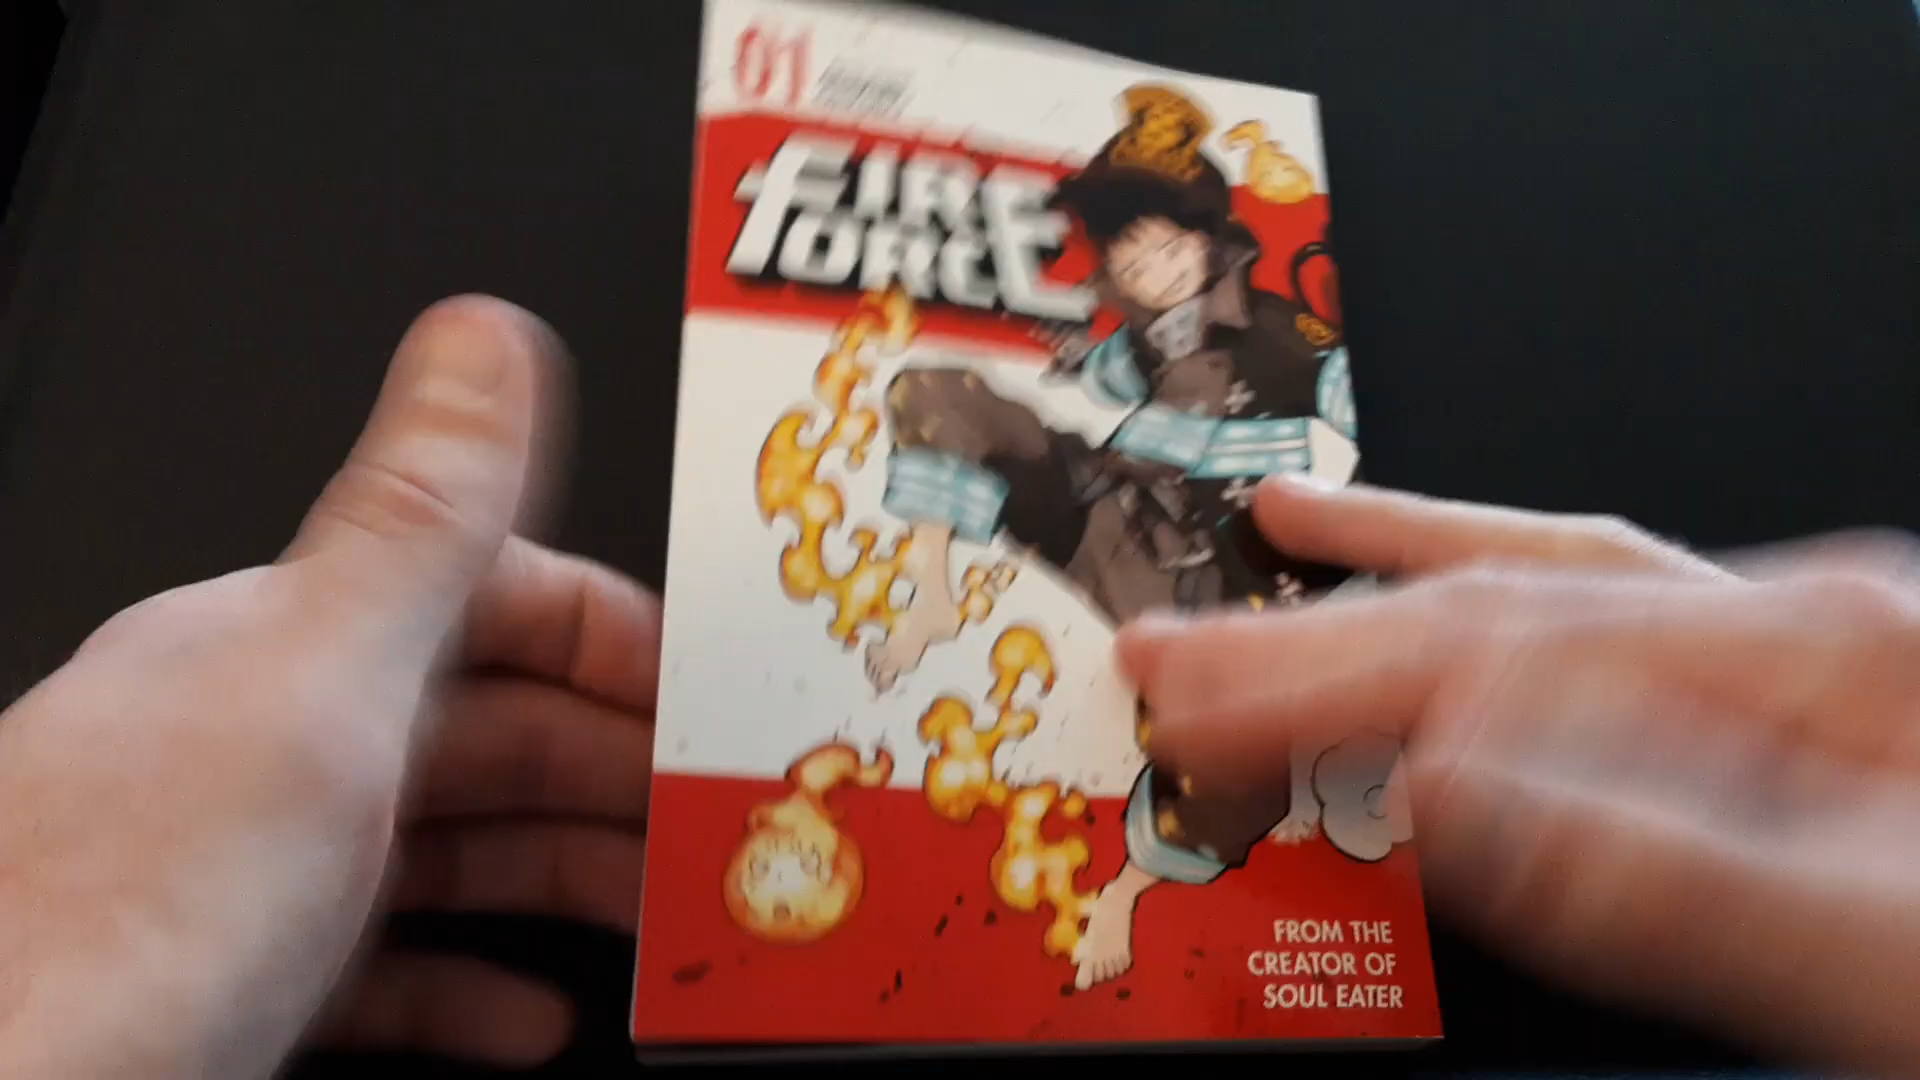 01
FIRE
FORCE
FROM THE
CREATOR OF
SOUL EATER